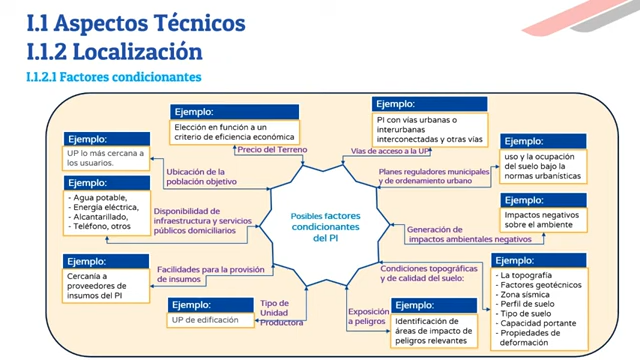 I.1 Aspectos Técnicos
I.1.2 Localización
I.1.2.1 Factores condicionantes
Ejemplo:
Elección en función a un
criterio de eficiencia económica
Precio del Terreno
Ejemplo:
PI con vías urbanas o
interurbanas
interconectadas y otras vías
Vías de acceso a la UP
Ejemplo:
UP lo más cercana a
los usuarios.
Ubicación de la
población objetivo
Ejemplo:
uso y la ocupación
del suelo bajo la
normas urbanísticas
Planes reguladores municipales
y de ordenamiento urbano
Ejemplo:
- Agua potable,
- Energía eléctrica,
- Alcantarillado,
- Teléfono, otros
Disponibilidad de
infraestructura y servicios
públicos domiciliarios
Posibles factores
condicionantes
del PI
Ejemplo:
Impactos negativos
sobre el ambiente
Generación de
impactos ambientales negativos
Ejemplo:
Cercanía a
proveedores de
insumos del PI
Facilidades para la provisión
de insumos
Condiciones topográficas
y de calidad del suelo:
Ejemplo:
- La topografía
- Factores geotécnicos
- Zona sísmica
- Perfil de suelo
- Tipo de suelo
- Capacidad portante
- Propiedades de
deformación
Ejemplo:
UP de edificación
Tipo de
Unidad
Productora
Exposición
a peligros
Ejemplo:
Identificación de
áreas de impacto de
peligros relevantes